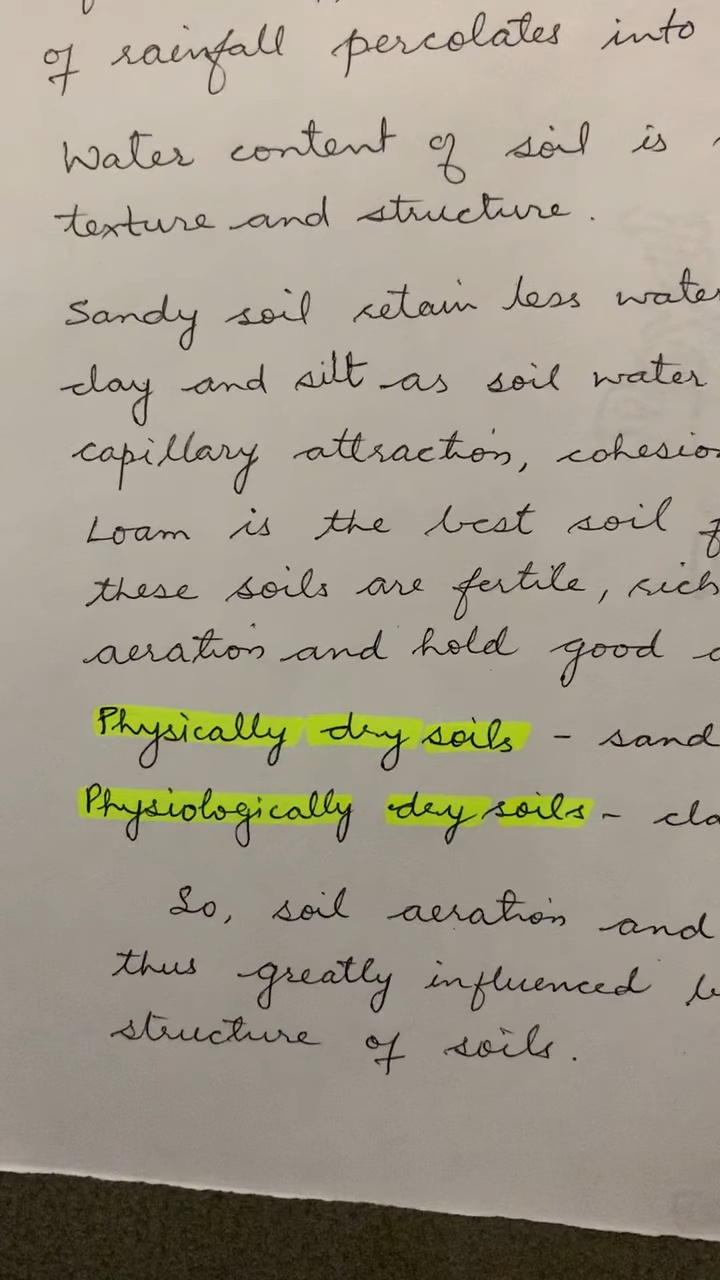 of rainfall percolates into
Water content of soil is
texture and structure.
Sandy soil retain less water
clay and silt as soil water
capillary attraction, cohesion
Loam is the best soil f
these soils are fertile, rich
aeration and hold good
Physically dry soils - sand
Physiologically dry soils - cla
So, soil aeration and
thus greatly influenced b
structure of soils.